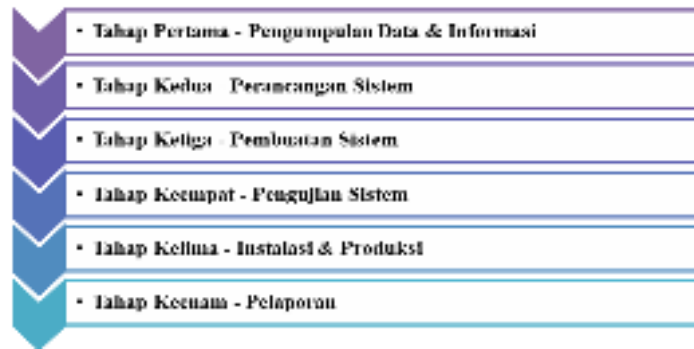 • Tahap Pertama - Pengumpulan Data & Informasi
• Tahap Kedua - Perancangan Sistem
• Tahap Ketiga - Pembuatan Sistem
• Tahap Keempat - Pengujian Sistem
• Tahap Kelima - Instalasi & Produksi
• Tahap Keenam - Pelaporan